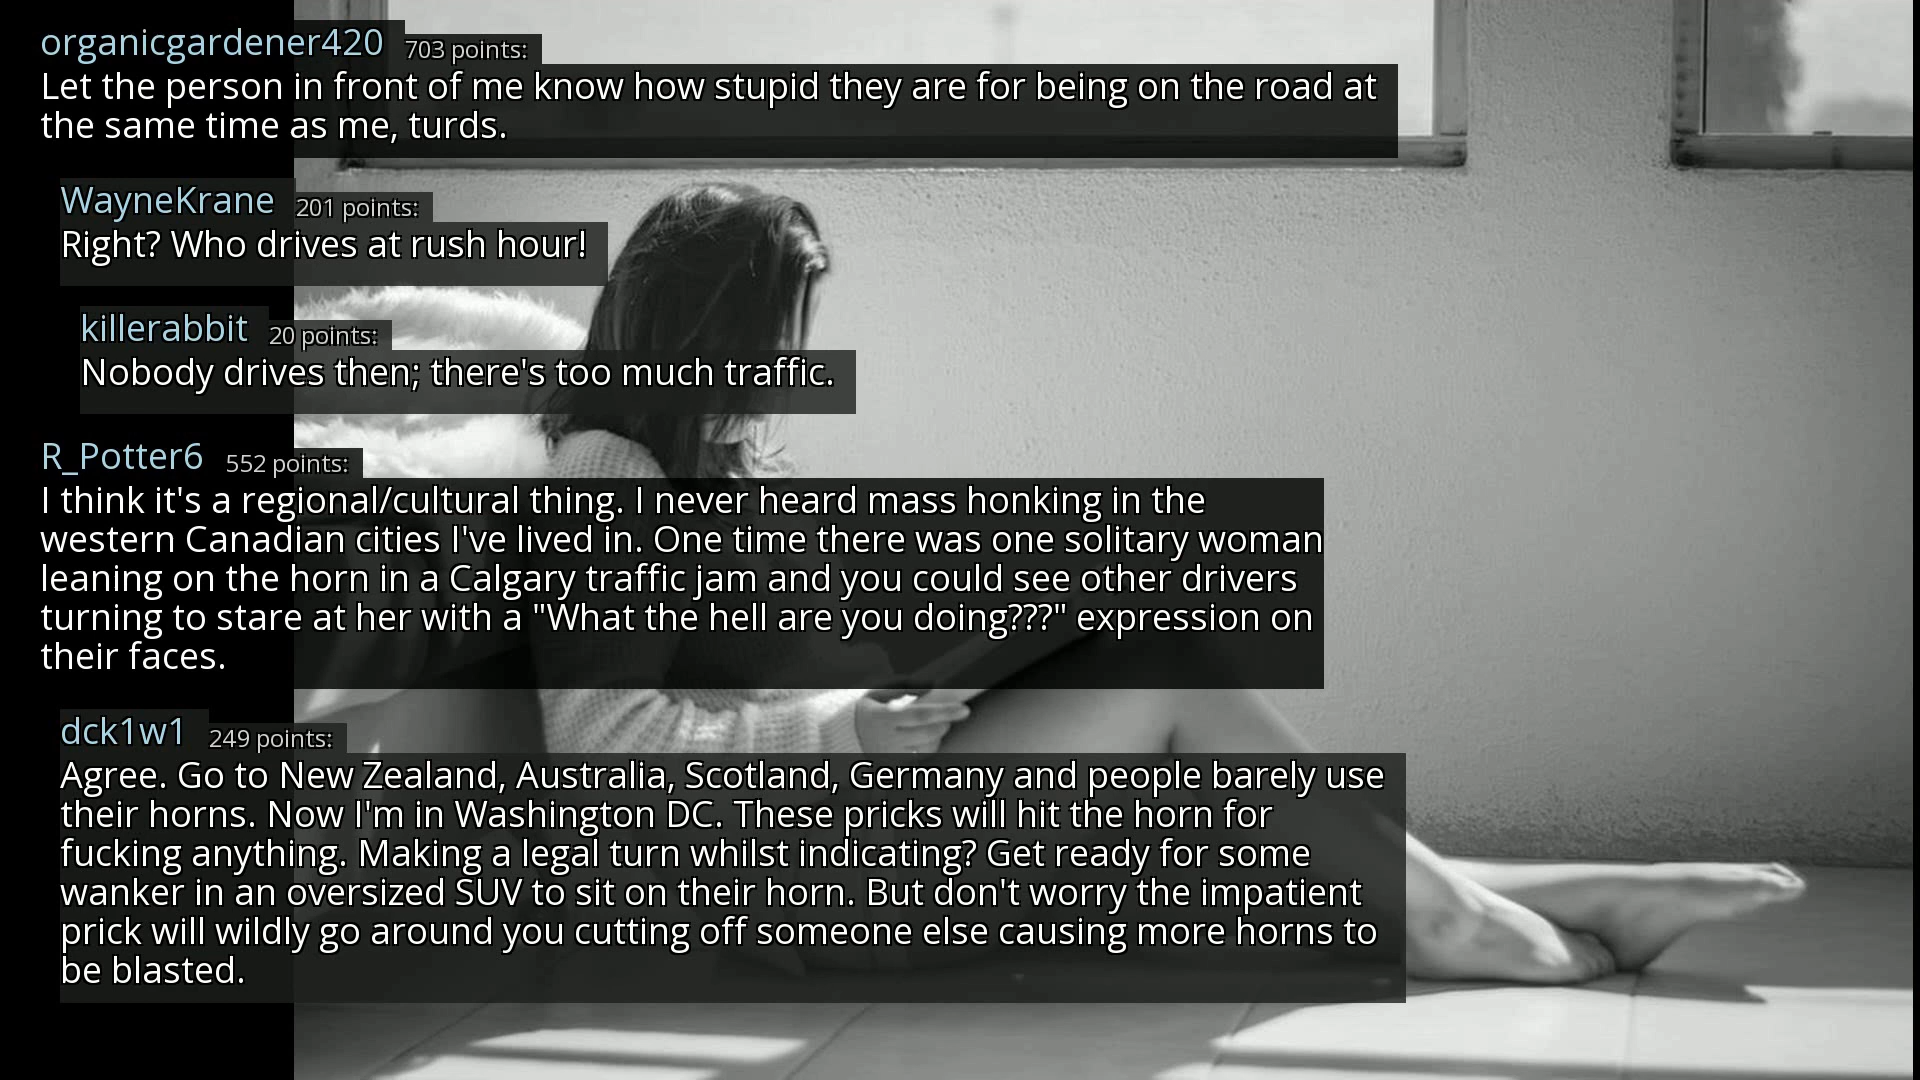 organicgardener420 703 points:
Let the person in front of me know how stupid they are for being on the road at
the same time as me, turds.
WayneKrane 201 points:
Right? Who drives at rush hour!
killerabbit 20 points:
Nobody drives then; there's too much traffic.
R_Potter6 552 points:
I think it's a regional/cultural thing. I never heard mass honking in the
western Canadian cities I've lived in. One time there was one solitary woman
leaning on the horn in a Calgary traffic jam and you could see other drivers
turning to stare at her with a "What the hell are you doing???" expression on
their faces.
dck1w1 249 points:
Agree. Go to New Zealand, Australia, Scotland, Germany and people barely use
their horns. Now I'm in Washington DC. These pricks will hit the horn for
fucking anything. Making a legal turn whilst indicating? Get ready for some
wanker in an oversized SUV to sit on their horn. But don't worry the impatient
prick will wildly go around you cutting off someone else causing more horns to
be blasted.